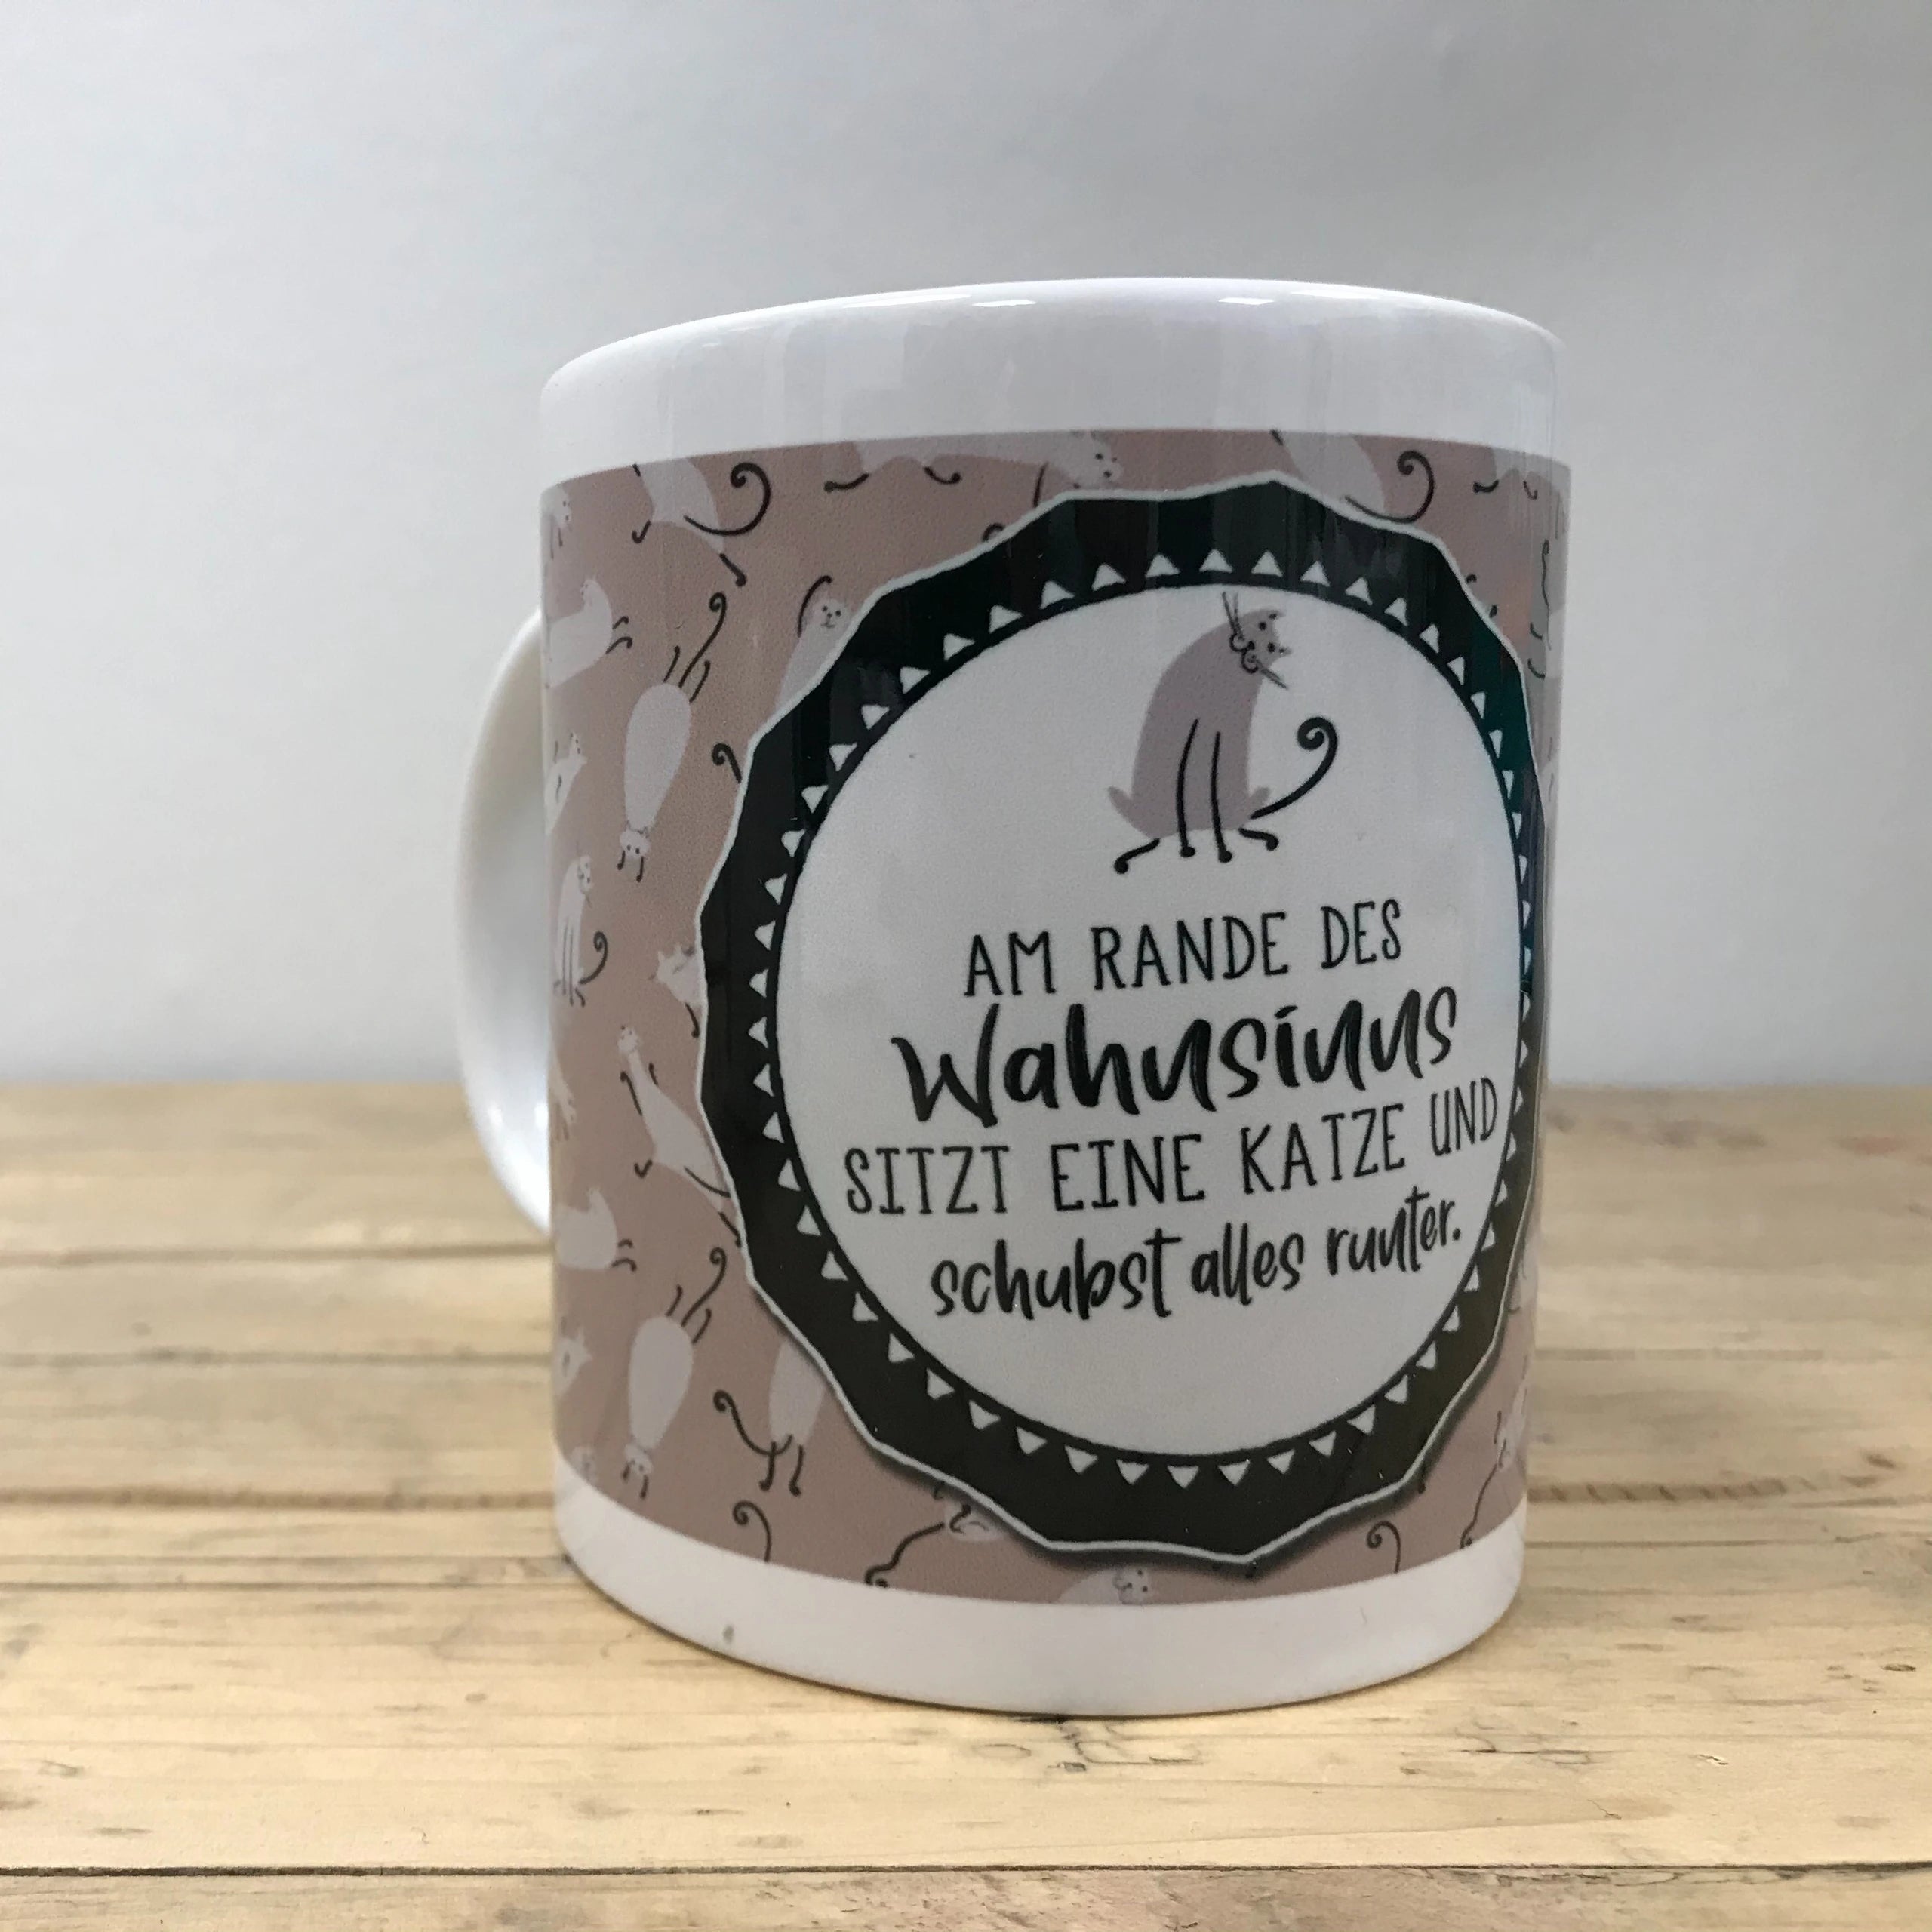 AM RANDE DES
Wahnsinns
SITZT EINE KATZE UND
schubst alles runter.